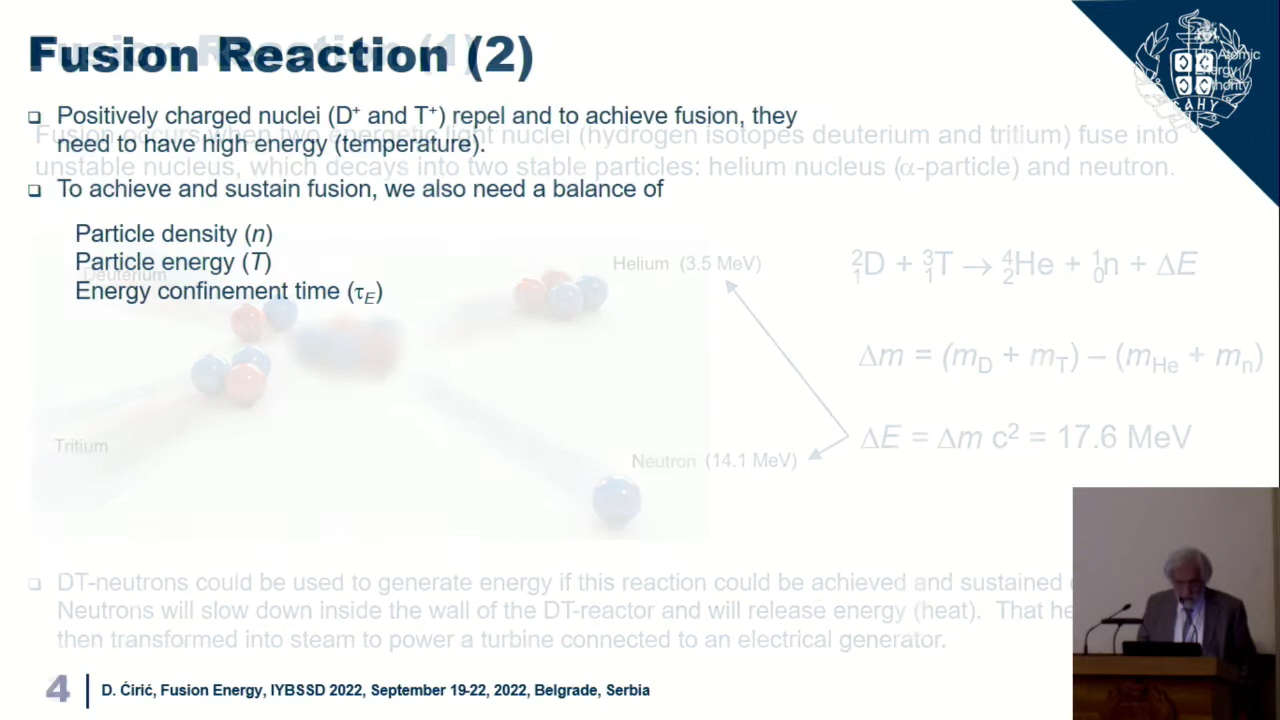 Fusion Reaction (2)
Fusion Reaction (1)
Positively charged nuclei (D⁺ and T⁺) repel and to achieve fusion, they
need to have high energy (temperature).
Fusion occurs when two energetic light nuclei (hydrogen isotopes deuterium and tritium) fuse into
unstable nucleus, which decays into two stable particles: helium nucleus (α-particle) and neutron.
To achieve and sustain fusion, we also need a balance of
Particle density (n)
Particle energy (T)
Energy confinement time (τE)
Deuterium
Helium (3.5 MeV)
²₁D + ³₁T → ⁴₂He + ¹₀n + ΔE
Δm = (mD + mT) – (mHe + mn)
ΔE = Δm c² = 17.6 MeV
Tritium
Neutron (14.1 MeV)
DT-neutrons could be used to generate energy if this reaction could be achieved and sustained
Neutrons will slow down inside the wall of the DT-reactor and will release energy (heat). That
then transformed into steam to power a turbine connected to an electrical generator.
4
D. Ćirić, Fusion Energy, IYBSSD 2022, September 19-22, 2022, Belgrade, Serbia
Atomic
Energy